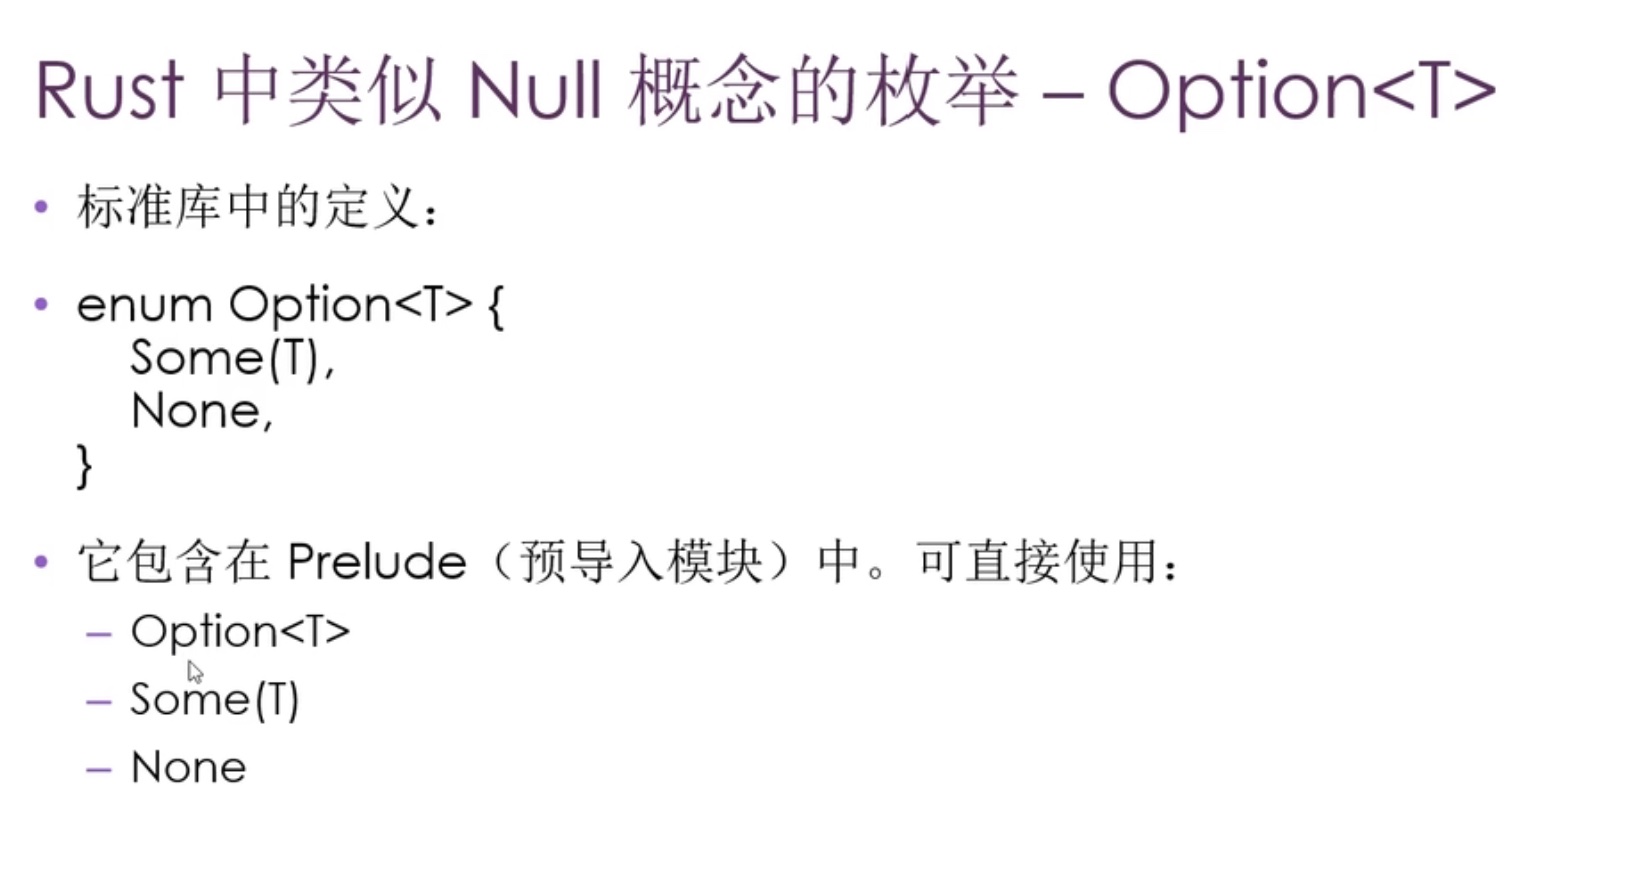 Rust 中类似 Null 概念的枚举 – Option<T>
• 标准库中的定义：
• enum Option<T> {
Some(T),
None,
}
• 它包含在 Prelude（预导入模块）中。可直接使用：
– Option<T>
– Some(T)
– None